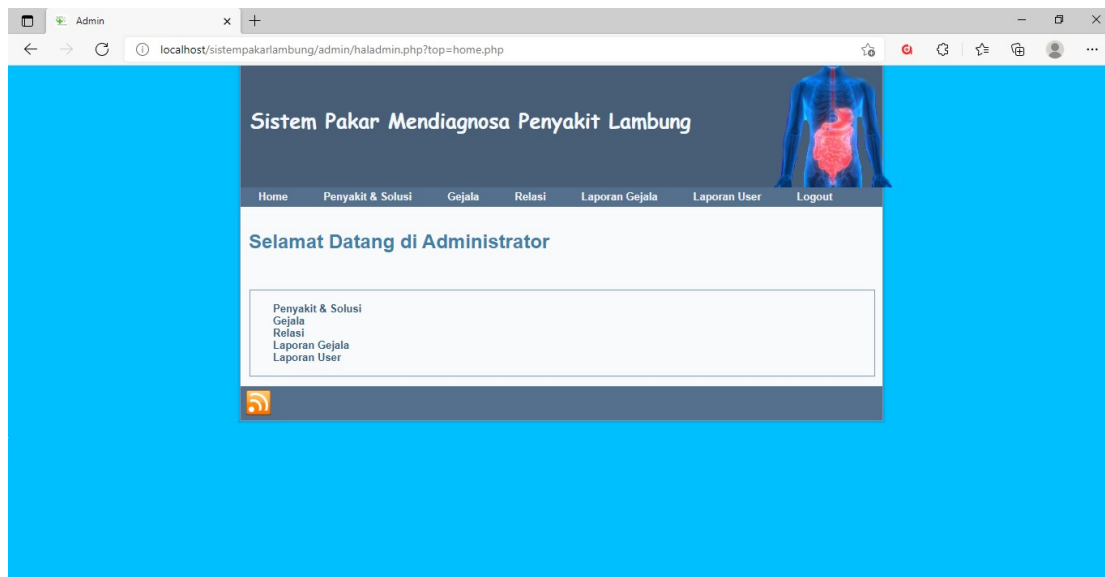 Admin
localhost/sistempakarlambung/admin/haladmin.php?top=home.php
Sistem Pakar Mendiagnosa Penyakit Lambung
Home Penyakit & Solusi Gejala Relasi Laporan Gejala Laporan User Logout
Selamat Datang di Administrator
Penyakit & Solusi
Gejala
Relasi
Laporan Gejala
Laporan User